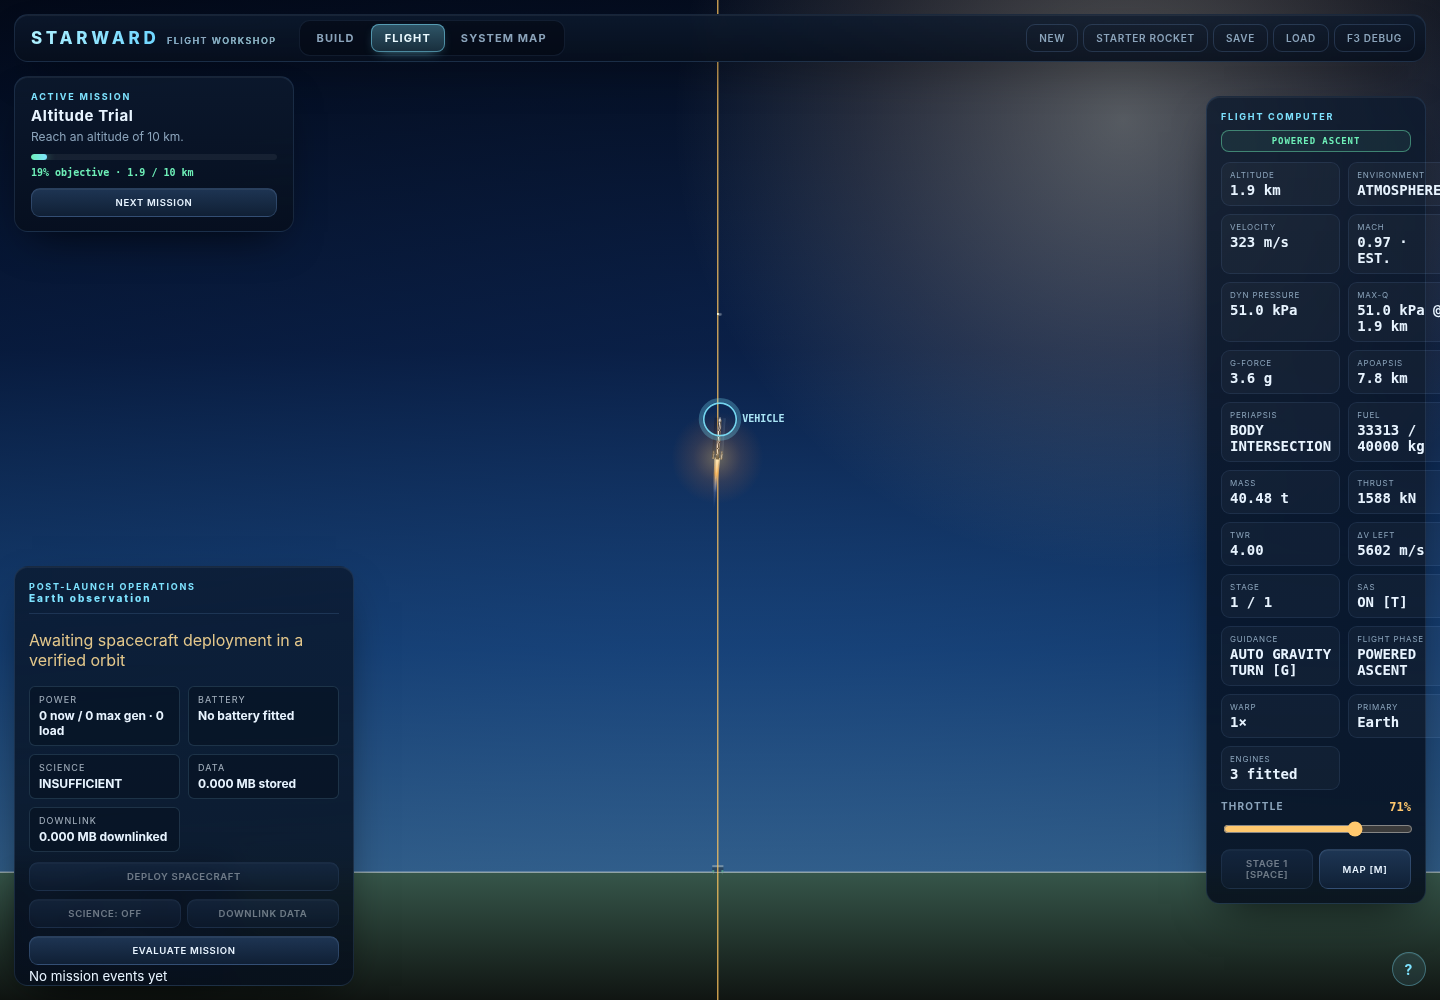 STARWARD FLIGHT WORKSHOP
BUILD FLIGHT SYSTEM MAP
NEW STARTER ROCKET SAVE LOAD F3 DEBUG
ACTIVE MISSION
Altitude Trial
Reach an altitude of 10 km.
19% objective · 1.9 / 10 km
NEXT MISSION
VEHICLE
POST-LAUNCH OPERATIONS
Earth observation
Awaiting spacecraft deployment in a
verified orbit
POWER
0 now / 0 max gen · 0
load
BATTERY
No battery fitted
SCIENCE
INSUFFICIENT
DATA
0.000 MB stored
DOWNLINK
0.000 MB downlinked
DEPLOY SPACECRAFT
SCIENCE: OFF
DOWNLINK DATA
EVALUATE MISSION
No mission events yet
FLIGHT COMPUTER
POWERED ASCENT
ALTITUDE
1.9 km
ENVIRONMENT
ATMOSPHERE
VELOCITY
323 m/s
MACH
0.97 ·
EST.
DYN PRESSURE
51.0 kPa
MAX-Q
51.0 kPa @
1.9 km
G-FORCE
3.6 g
APOAPSIS
7.8 km
PERIAPSIS
BODY
INTERSECTION
FUEL
33313 /
40000 kg
MASS
40.48 t
THRUST
1588 kN
TWR
4.00
ΔV LEFT
5602 m/s
STAGE
1 / 1
SAS
ON [T]
GUIDANCE
AUTO GRAVITY
TURN [G]
FLIGHT PHASE
POWERED
ASCENT
WARP
1×
PRIMARY
Earth
ENGINES
3 fitted
THROTTLE 71%
STAGE 1
[SPACE]
MAP [M]
?